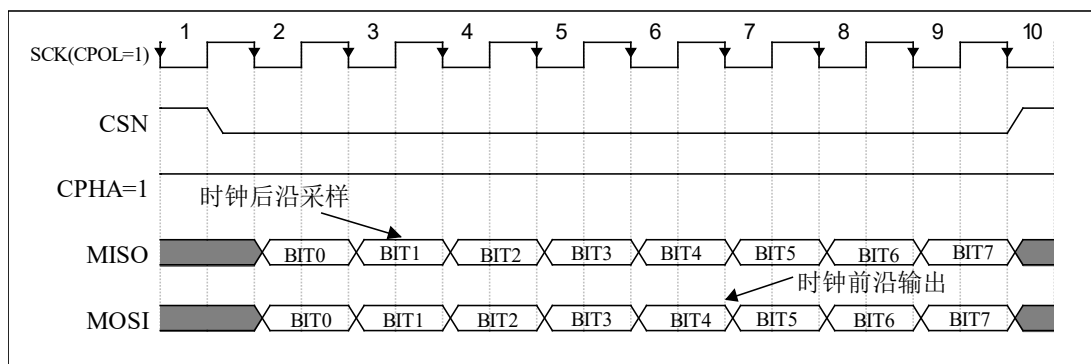 1 2 3 4 5 6 7 8 9 10
SCK(CPOL=1)
CSN
CPHA=1
时钟后沿采样
MISO BIT0 BIT1 BIT2 BIT3 BIT4 BIT5 BIT6 BIT7
时钟前沿输出
MOSI BIT0 BIT1 BIT2 BIT3 BIT4 BIT5 BIT6 BIT7